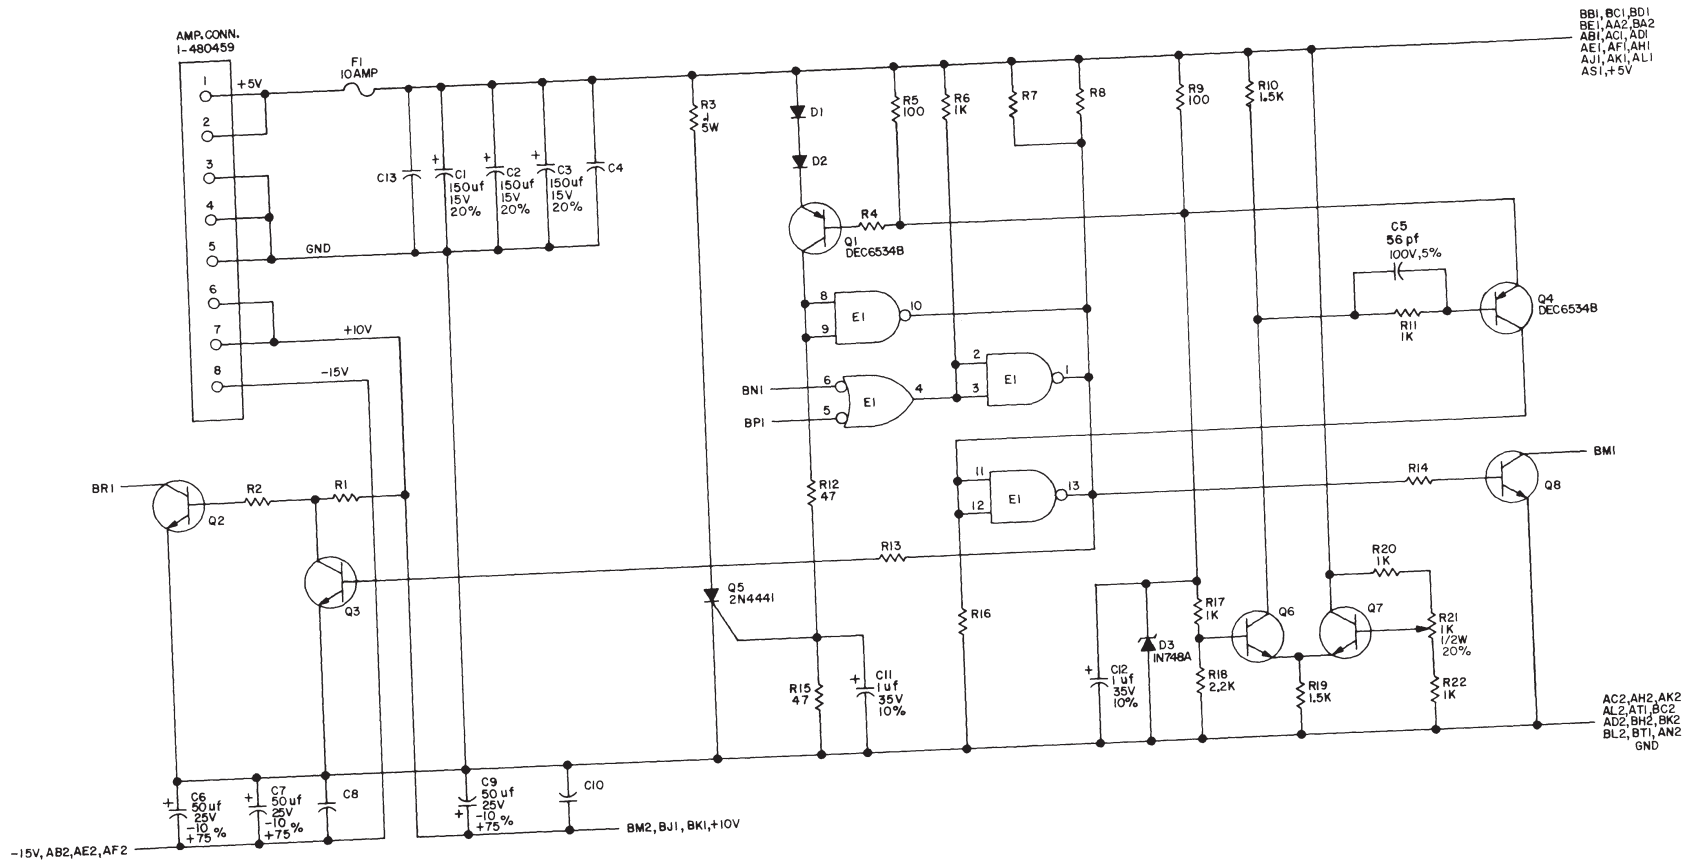 AMP. CONN.
1-480459
1
2
3
4
5
6
7
8
+5V
GND
+10V
-15V
F1
10 AMP
BB1, BC1, BD1
BE1, AA2, BA2
AB1, AC1, AD1
AE1, AF1, AH1
AJ1, AK1, AL1
AS1, +5V
C13
C1
150uf
15V
20%
C2
150uf
15V
20%
C3
150uf
15V
20%
C4
R3
.1
5W
D1
D2
R5
100
R6
1K
R7
R8
R9
100
R10
1.5K
R4
Q1
DEC6534B
C5
56 pf
100V, 5%
R11
1K
Q4
DEC6534B
8
9
E1
10
BN1
BP1
6
5
E1
4
2
3
E1
1
11
12
E1
13
R14
BM1
Q8
BR1
Q2
R2
R1
Q3
R12
47
R13
Q5
2N4441
R15
47
C11
1 uf
35V
10%
R16
C12
1 uf
35V
10%
D3
1N748A
R17
1K
R18
2.2K
Q6
Q7
R19
1.5K
R20
1K
R21
1K
1/2W
20%
R22
1K
AC2, AH2, AK2
AL2, AT1, BC2
AD2, BH2, BK2
BL2, BT1, AN2
GND
C6
50uf
25V
-10
+75%
C7
50uf
25V
-10
+75%
C8
C9
50uf
25V
-10
+75%
C10
BM2, BJ1, BK1, +10V
-15V, AB2, AE2, AF2